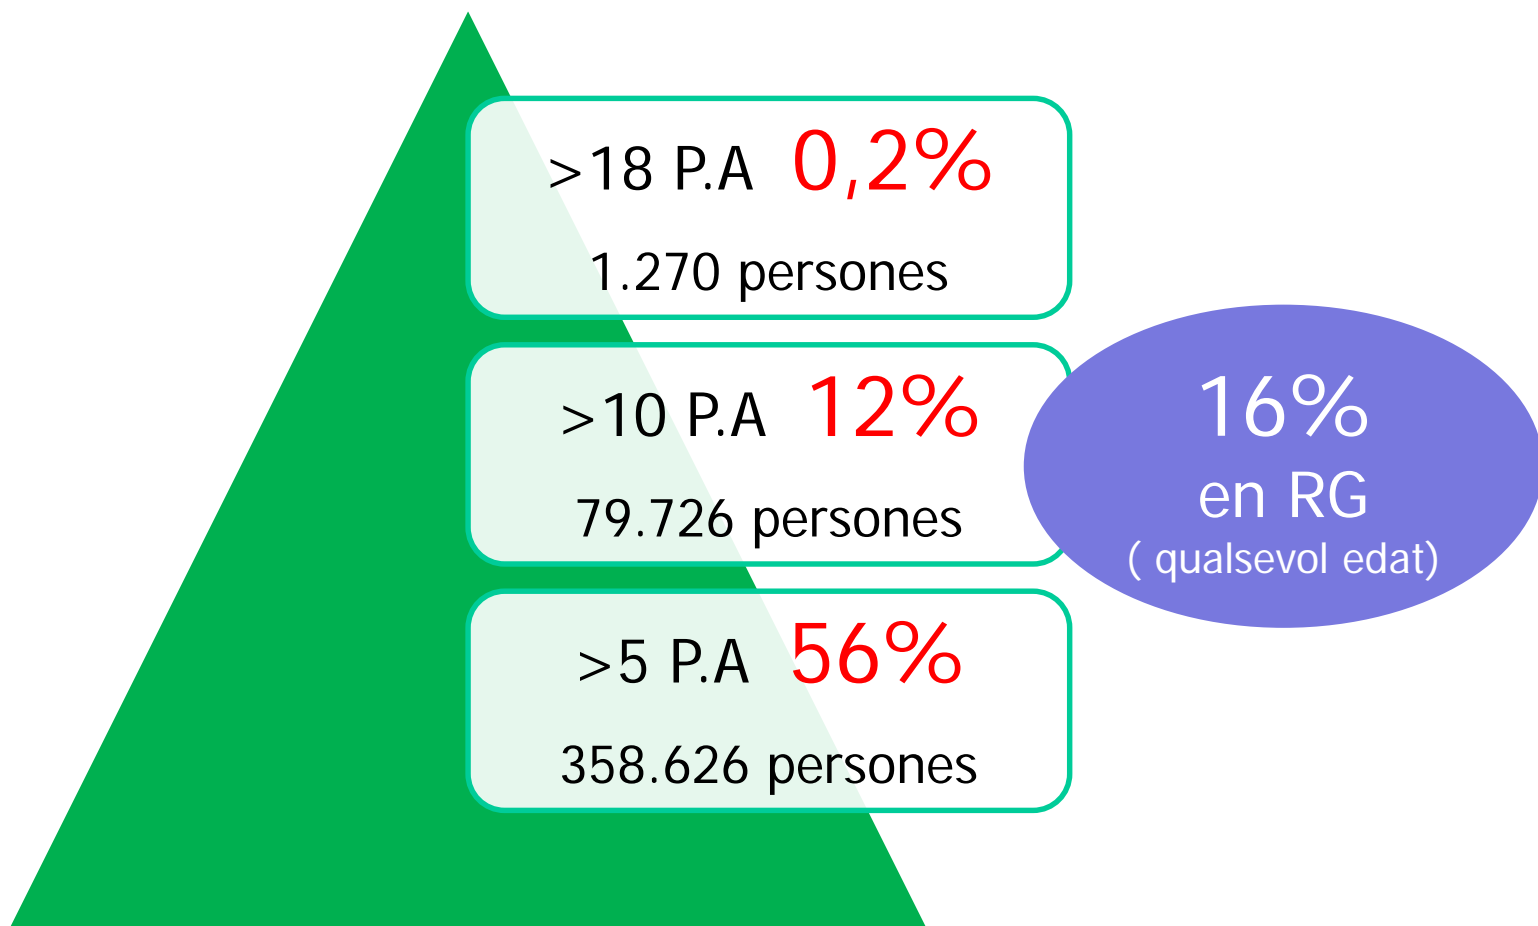 >18 P.A 0,2%
1.270 persones
>10 P.A 12%
79.726 persones
>5 P.A 56%
358.626 persones
16%
en RG
( qualsevol edat)